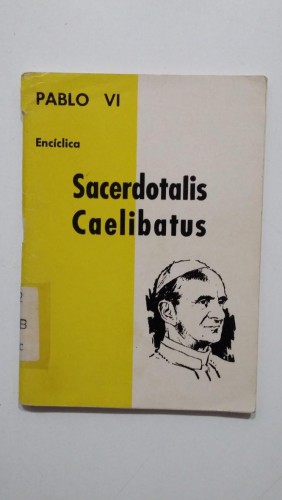 PABLO VI
Encíclica
Sacerdotalis
Caelibatus